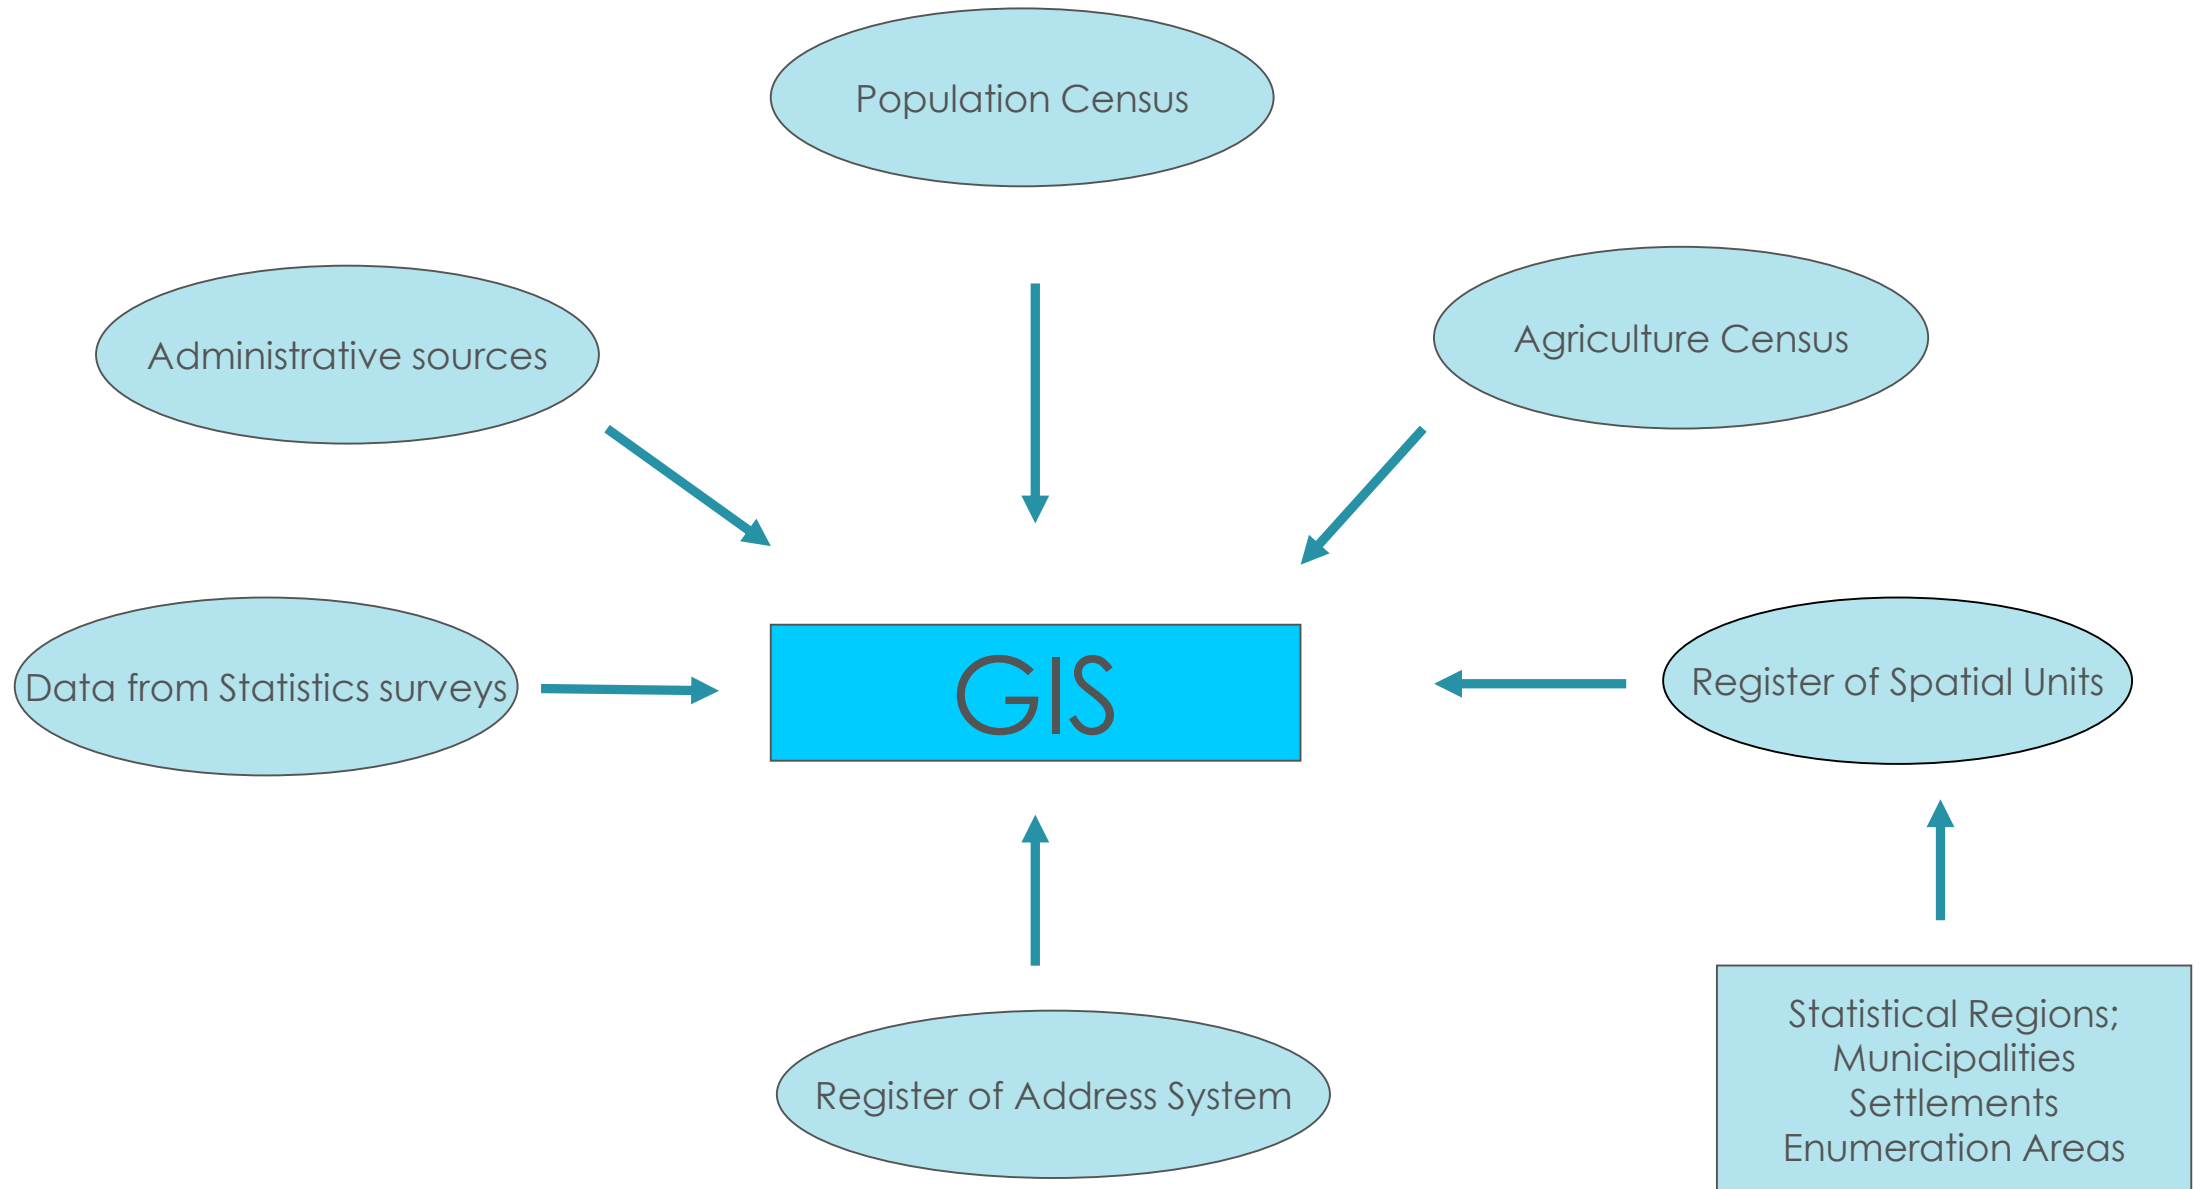 Population Census
Administrative sources
Agriculture Census
Data from Statistics surveys
GIS
Register of Spatial Units
Register of Address System
Statistical Regions;
Municipalities
Settlements
Enumeration Areas